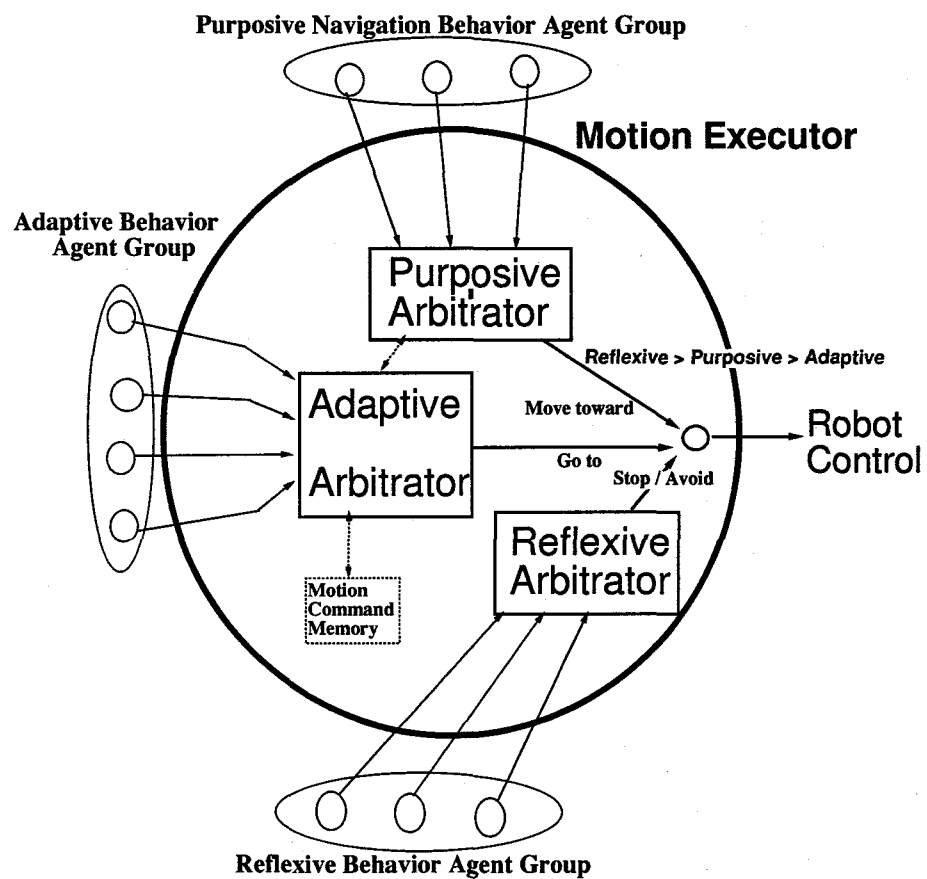 Purposive Navigation Behavior Agent Group
Motion Executor
Adaptive Behavior
Agent Group
Purposive
Arbitrator
Reflexive > Purposive > Adaptive
Adaptive
Arbitrator
Move toward
Go to
Stop / Avoid
Robot
Control
Reflexive
Arbitrator
Motion
Command
Memory
Reflexive Behavior Agent Group